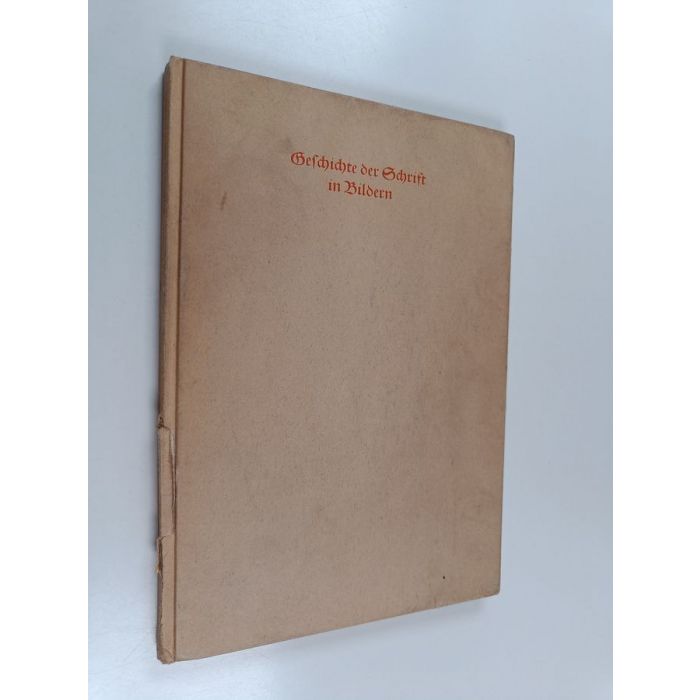 Geſchichte der Schrift
in Bildern